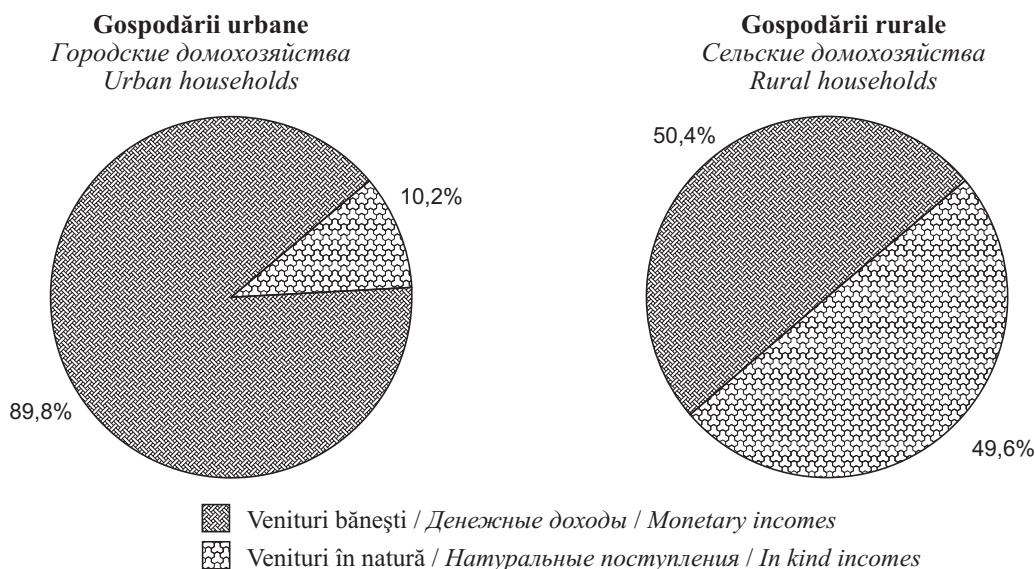 Gospodării urbane
Городские домохозяйства
Urban households
Gospodării rurale
Сельские домохозяйства
Rural households
50,4%
10,2%
89,8%
49,6%
Venituri băneşti / Денежные доходы / Monetary incomes
Venituri în natură / Натуральные поступления / In kind incomes